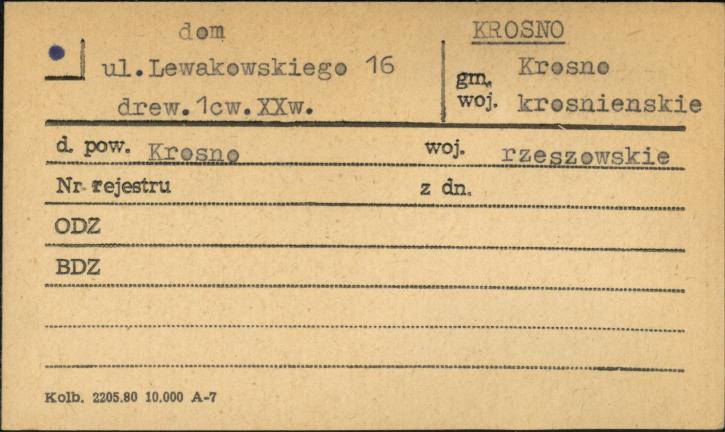 dom
ul.Lewakowskiego 16
drew.1cw.XXw.
KROSNO
gm. Krosno
woj. krosnienskie
d. pow. Krosno woj. rzeszowskie
Nr rejestru z dn.
ODZ
BDZ
Kolb. 2205.80 10.000 A-7